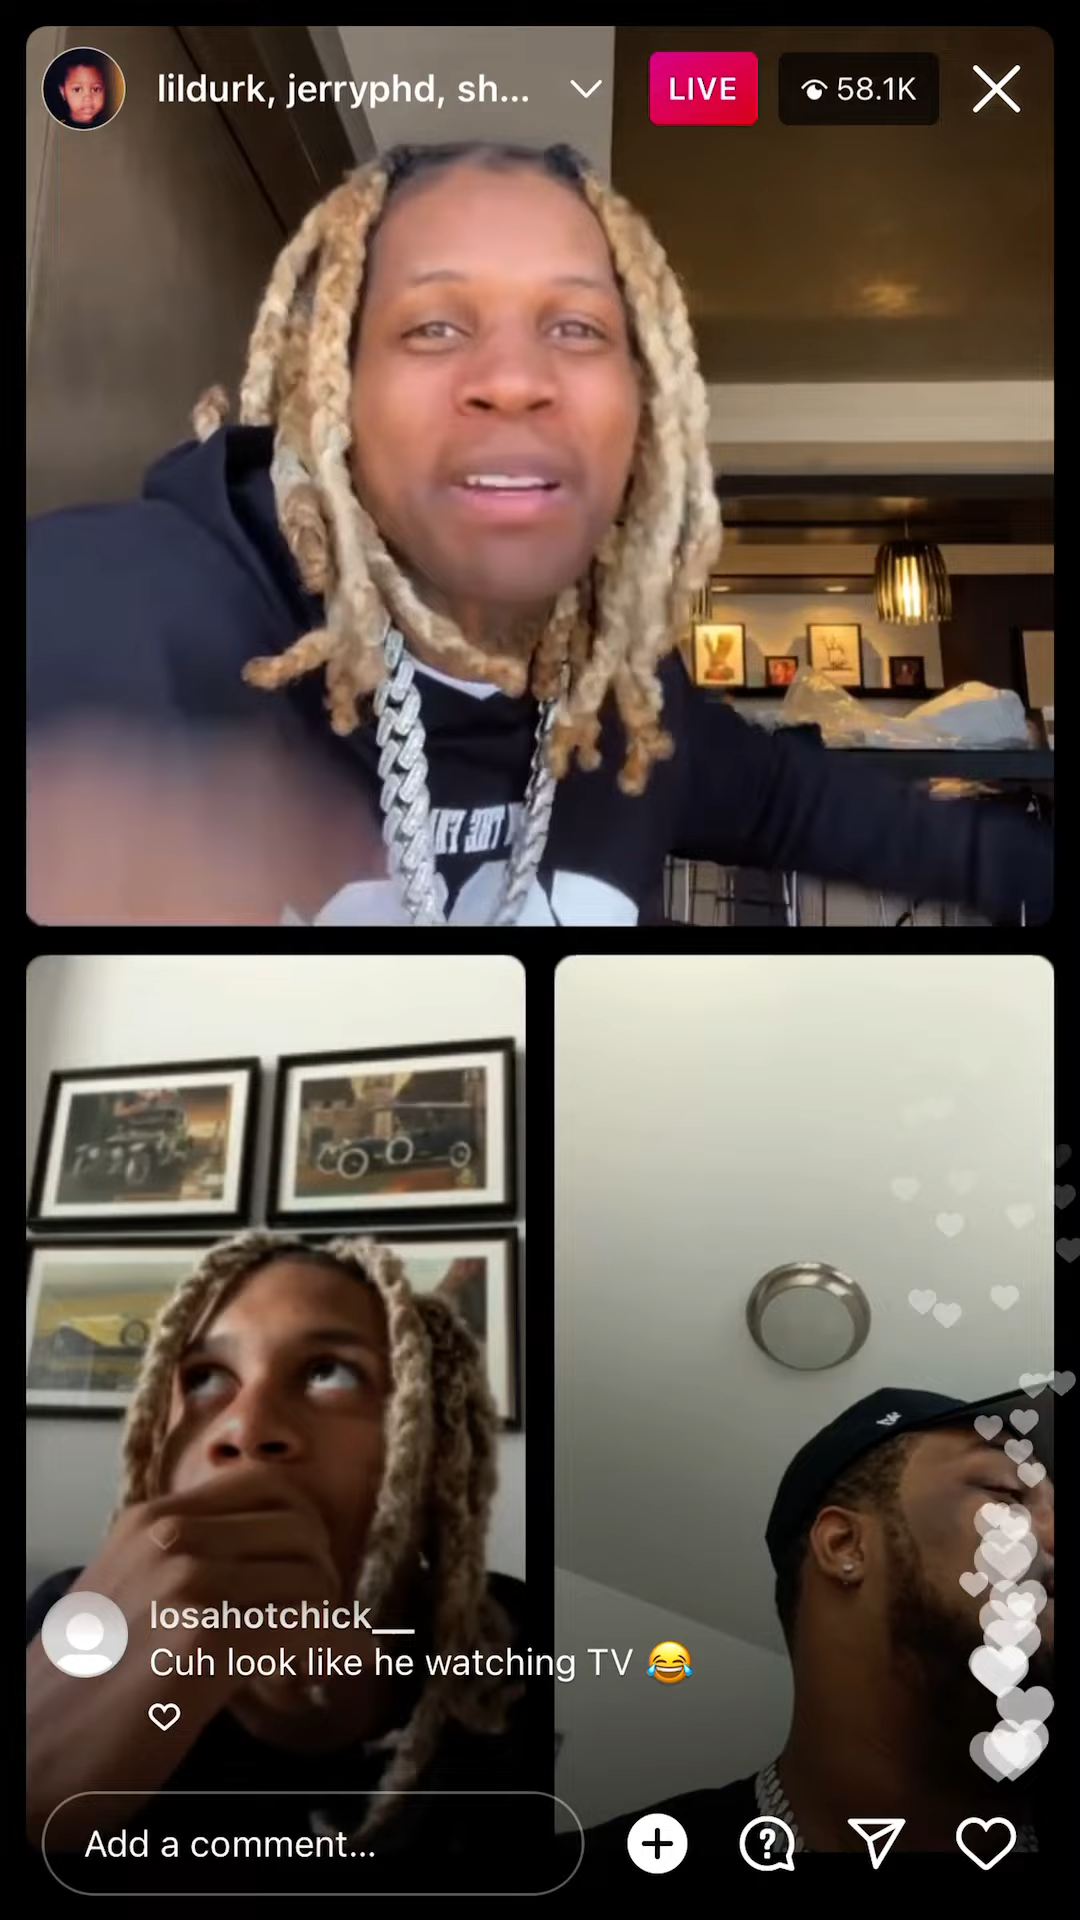 lildurk, jerryphd, sh...
LIVE
58.1K
losahotchick__
Cuh look like he watching TV 😂
Add a comment...